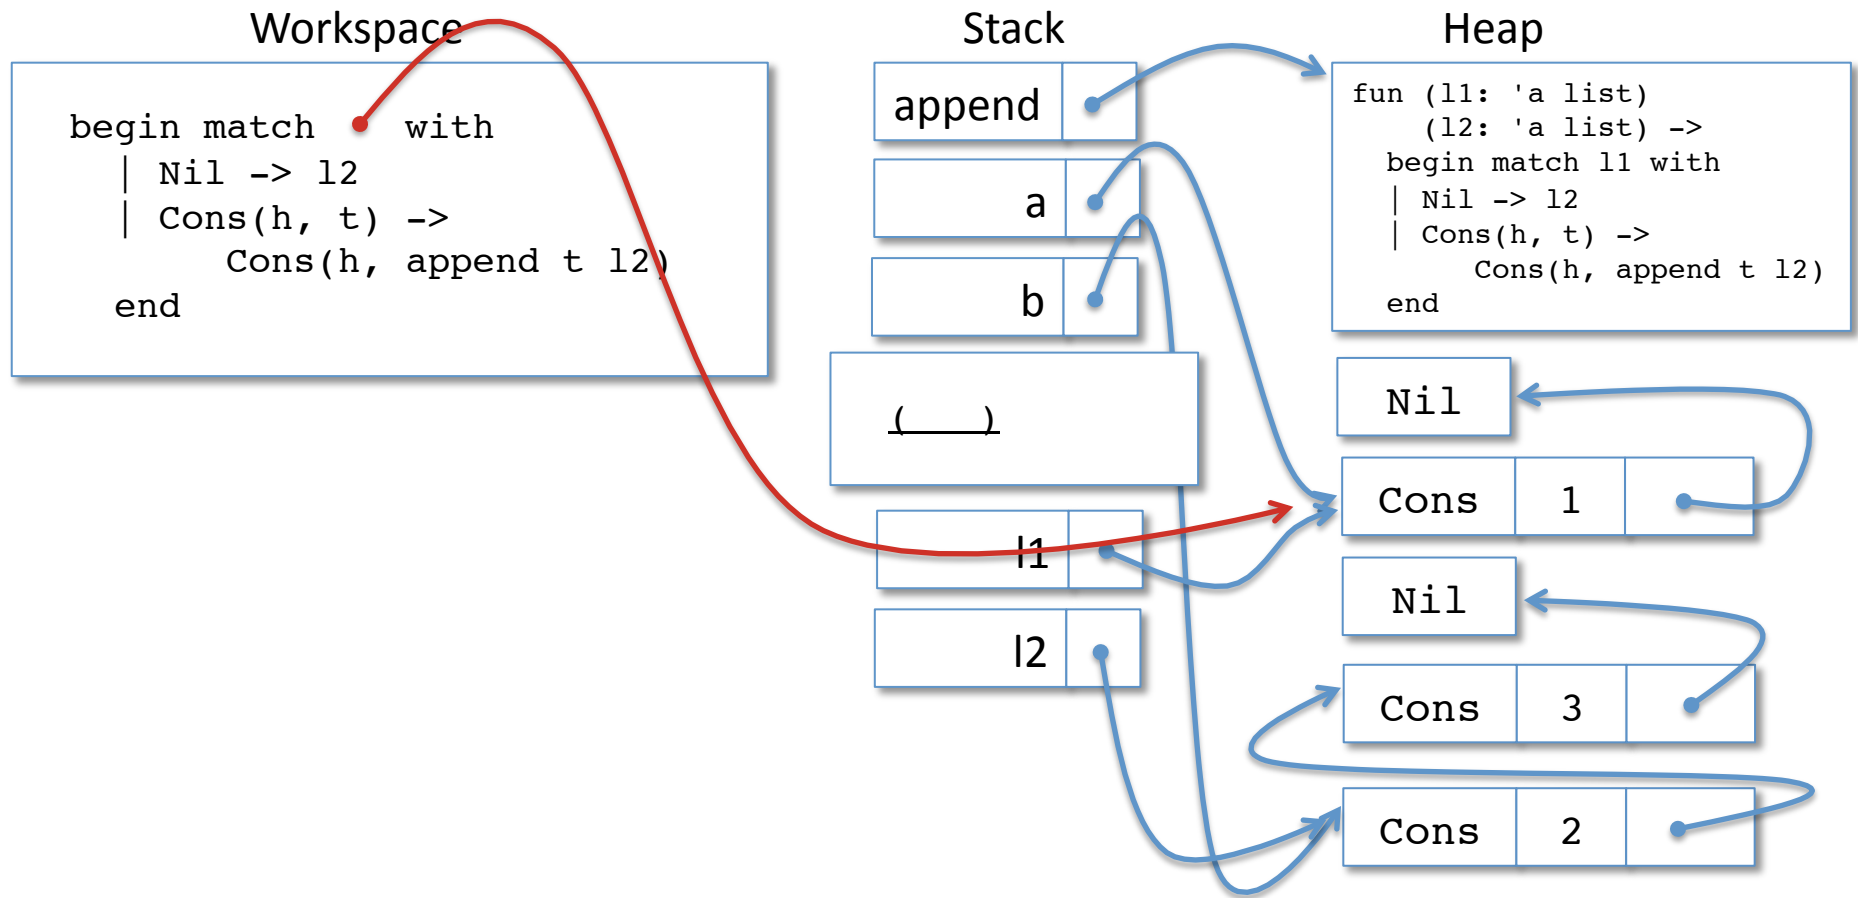 Workspace
begin match with
| Nil -> l2
| Cons(h, t) ->
Cons(h, append t l2)
end
Stack
append
a
b
(____)
l1
l2
Heap
fun (l1: 'a list)
(l2: 'a list) ->
begin match l1 with
| Nil -> l2
| Cons(h, t) ->
Cons(h, append t l2)
end
Nil
Cons 1
Nil
Cons 3
Cons 2